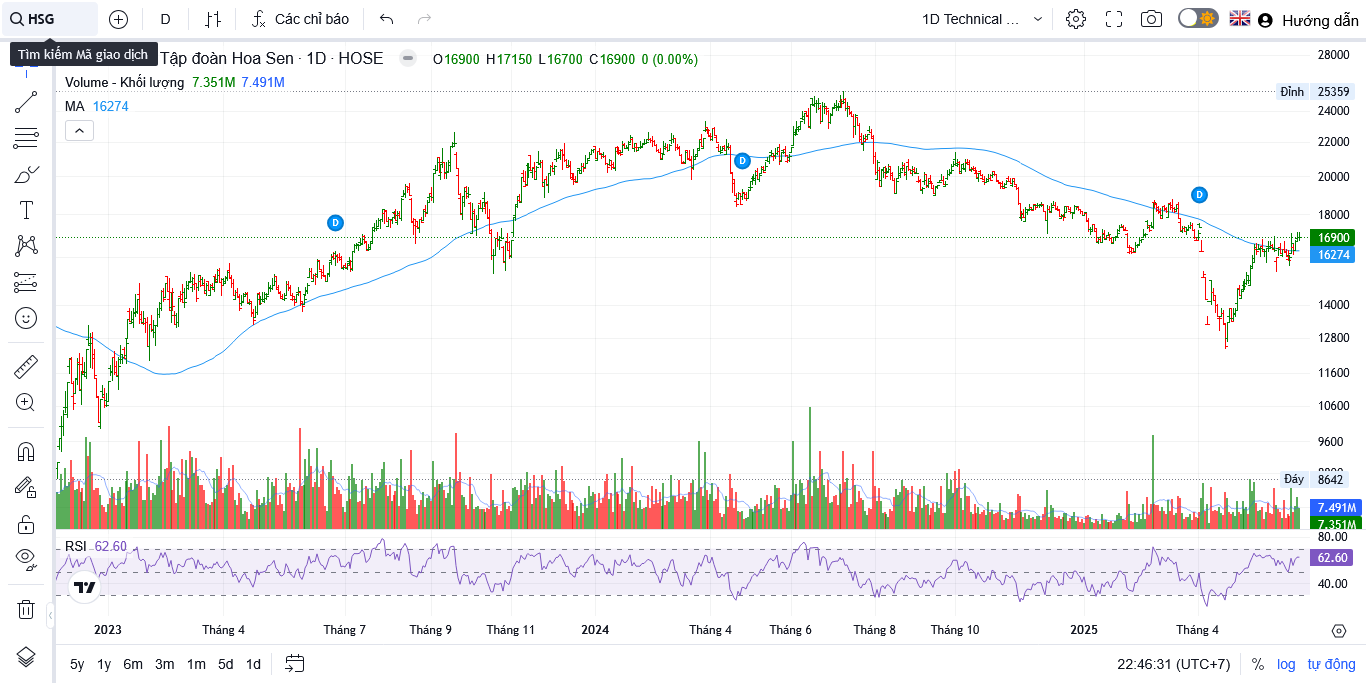 HSG
D
Các chỉ báo
1D Technical ...
Hướng dẫn
Tìm kiếm Mã giao dịch
Tập đoàn Hoa Sen · 1D · HOSE
O16900 H17150 L16700 C16900 0 (0.00%)
Volume - Khối lượng 7.351M 7.491M
MA 16274
28000
Đỉnh 25359
24000
22000
20000
18000
16900
16274
14000
12800
11600
10600
9600
8800
Đáy 8642
7.491M
7.351M
D
D
D
RSI 62.60
80.00
62.60
40.00
2023 Tháng 4 Tháng 7 Tháng 9 Tháng 11 2024 Tháng 4 Tháng 6 Tháng 8 Tháng 10 2025 Tháng 4
5y 1y 6m 3m 1m 5d 1d
22:46:31 (UTC+7) % log tự động